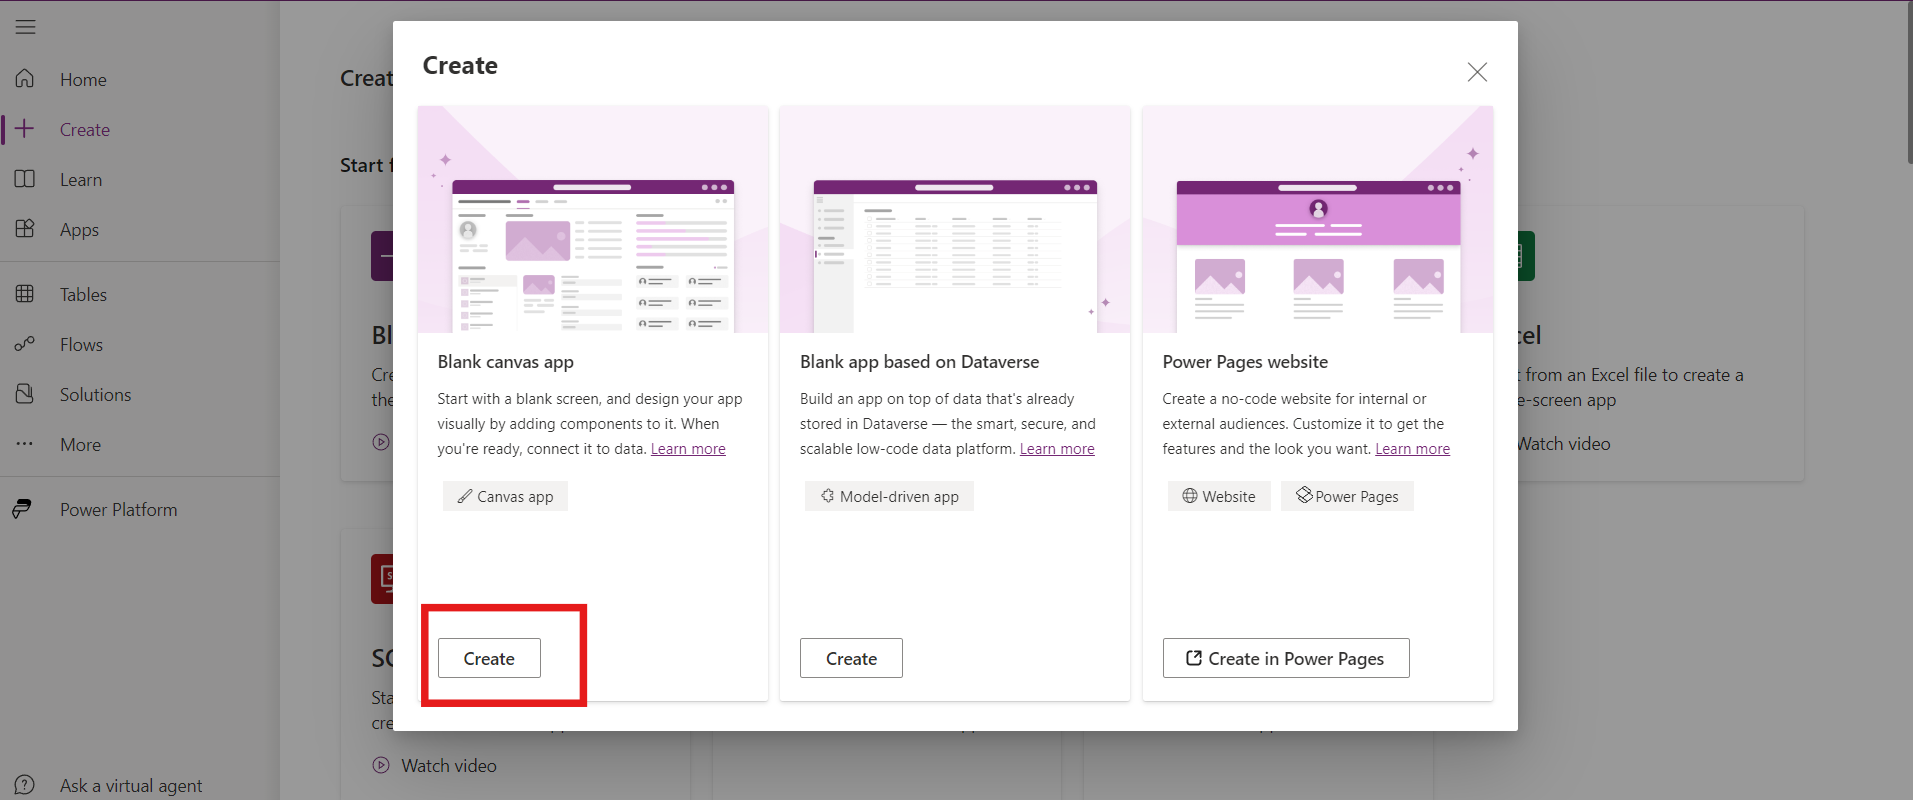 Home
Create
Learn
Apps
Tables
Flows
Solutions
More
Power Platform
Ask a virtual agent
Creat
Start f
Bl
Cre
the
SC
Sta
cre
Watch video
Create
Blank canvas app
Start with a blank screen, and design your app
visually by adding components to it. When
you're ready, connect it to data. Learn more
Canvas app
Create
Blank app based on Dataverse
Build an app on top of data that's already
stored in Dataverse — the smart, secure, and
scalable low-code data platform. Learn more
Model-driven app
Create
Power Pages website
Create a no-code website for internal or
external audiences. Customize it to get the
features and the look you want. Learn more
Website
Power Pages
Create in Power Pages
cel
t from an Excel file to create a
e-screen app
Watch video